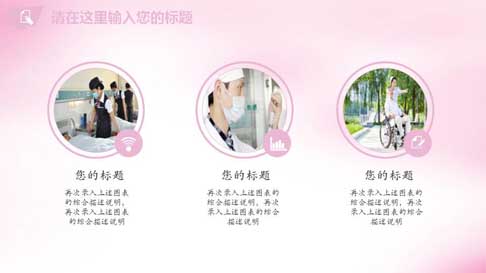 请在这里输入您的标题
您的标题
再次录入上述图表
的综合描述说明，
再次录入上述图表
的综合描述说明
您的标题
再次录入上述图表的
综合描述说明，再次
录入上述图表的综合
描述说明
您的标题
再次录入上述图表的
综合描述说明，再次
录入上述图表的综合
描述说明